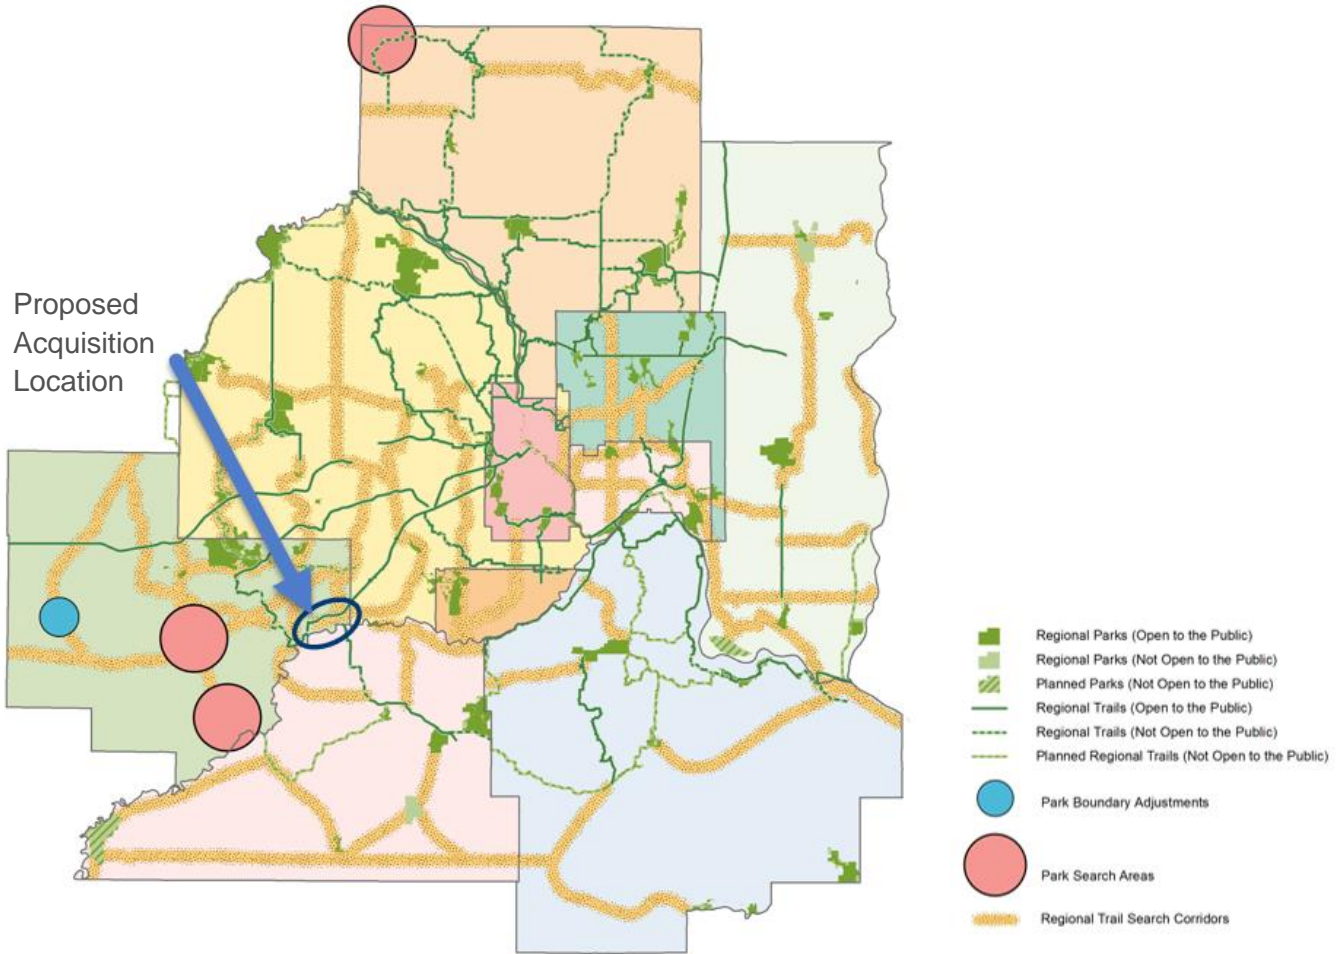 Proposed
Acquisition
Location
Regional Parks (Open to the Public)
Regional Parks (Not Open to the Public)
Planned Parks (Not Open to the Public)
Regional Trails (Open to the Public)
Regional Trails (Not Open to the Public)
Planned Regional Trails (Not Open to the Public)
Park Boundary Adjustments
Park Search Areas
Regional Trail Search Corridors